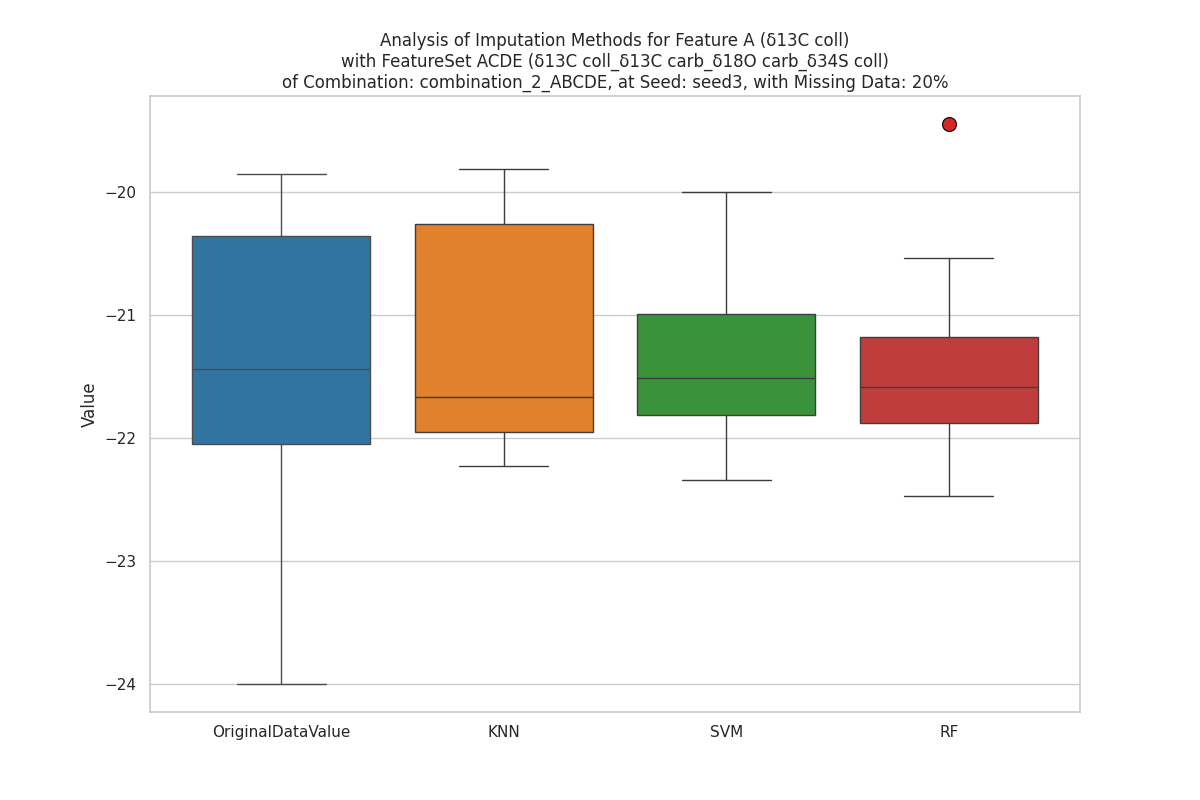 Analysis of Imputation Methods for Feature A (δ13C coll)
with FeatureSet ACDE (δ13C coll_δ13C carb_δ18O carb_δ34S coll)
of Combination: combination_2_ABCDE, at Seed: seed3, with Missing Data: 20%
−20
−21
−22
−23
−24
Value
OriginalDataValue
KNN
SVM
RF